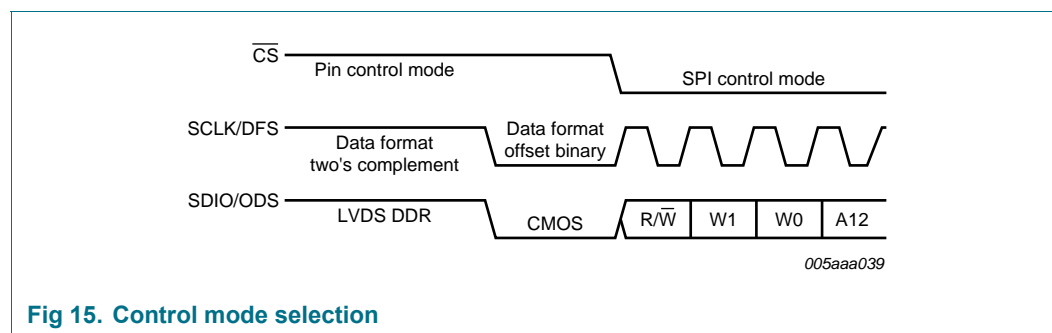 C̅S̅
Pin control mode
SPI control mode
SCLK/DFS
Data format
two's complement
Data format
offset binary
SDIO/ODS
LVDS DDR
CMOS
R/W̅
W1
W0
A12
005aaa039
Fig 15. Control mode selection